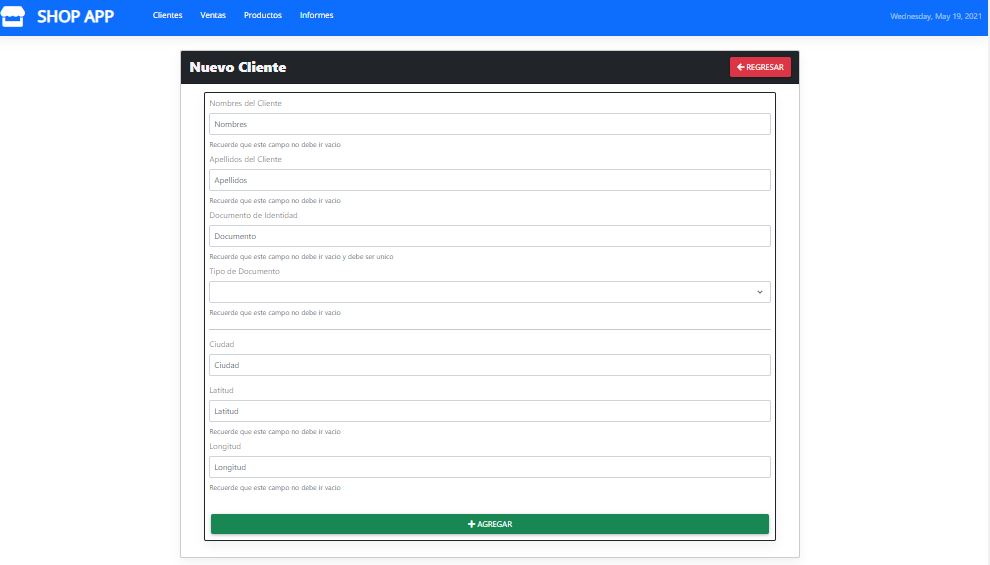 SHOP APP Clientes Ventas Productos Informes Wednesday, May 19, 2021
Nuevo Cliente REGRESAR
Nombres del Cliente
Nombres
Recuerde que este campo no debe ir vacio
Apellidos del Cliente
Apellidos
Recuerde que este campo no debe ir vacio
Documento de Identidad
Documento
Recuerde que este campo no debe ir vacio y debe ser unico
Tipo de Documento
Recuerde que este campo no debe ir vacio
Ciudad
Ciudad
Latitud
Latitud
Recuerde que este campo no debe ir vacio
Longitud
Longitud
Recuerde que este campo no debe ir vacio
AGREGAR